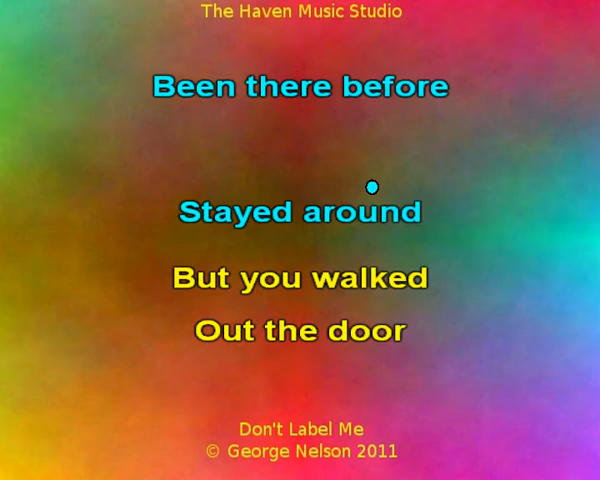 The Haven Music Studio
Been there before
Stayed around
But you walked
Out the door
Don't Label Me
© George Nelson 2011